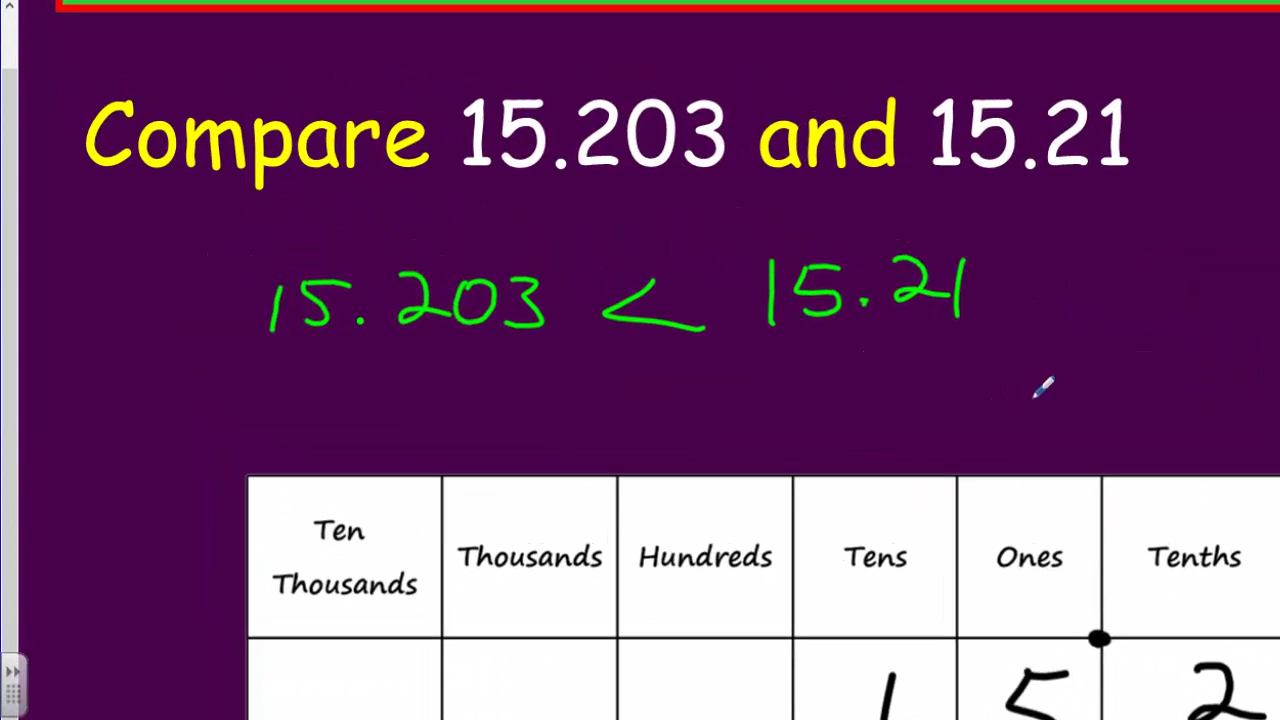 Compare 15.203 and 15.21
15.203 < 15.21
Ten Thousands Thousands Hundreds Tens Ones Tenths
1 5 2